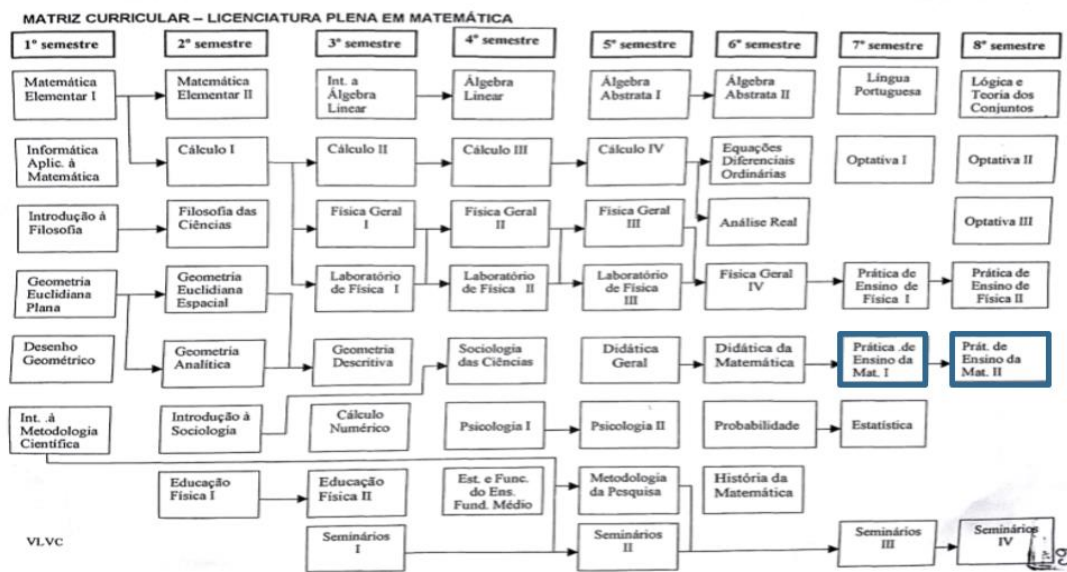 MATRIZ CURRICULAR – LICENCIATURA PLENA EM MATEMÁTICA
1º semestre
2º semestre
3º semestre
4º semestre
5º semestre
6º semestre
7º semestre
8º semestre
Matemática
Elementar I
Matemática
Elementar II
Int. a
Álgebra
Linear
Álgebra
Linear
Álgebra
Abstrata I
Álgebra
Abstrata II
Língua
Portuguesa
Lógica e
Teoria dos
Conjuntos
Informática
Aplic. à
Matemática
Cálculo I
Cálculo II
Cálculo III
Cálculo IV
Equações
Diferenciais
Ordinárias
Optativa I
Optativa II
Introdução à
Filosofia
Filosofia das
Ciências
Física Geral
I
Física Geral
II
Física Geral
III
Análise Real
Optativa III
Geometria
Euclidiana
Plana
Geometria
Euclidiana
Espacial
Laboratório
de Física I
Laboratório
de Física II
Laboratório
de Física
III
Física Geral
IV
Prática de
Ensino de
Física I
Prática de
Ensino de
Física II
Desenho
Geométrico
Geometria
Analítica
Geometria
Descritiva
Sociologia
das Ciências
Didática
Geral
Didática da
Matemática
Prática .de
Ensino da
Mat. I
Prát. de
Ensino da
Mat. II
Int. .à
Metodologia
Científica
Introdução à
Sociologia
Cálculo
Numérico
Psicologia I
Psicologia II
Probabilidade
Estatística
Educação
Física I
Educação
Física II
Est. e Func.
do Ens.
Fund. Médio
Metodologia
da Pesquisa
História da
Matemática
VLVC
Seminários
I
Seminários
II
Seminários
III
Seminários
IV